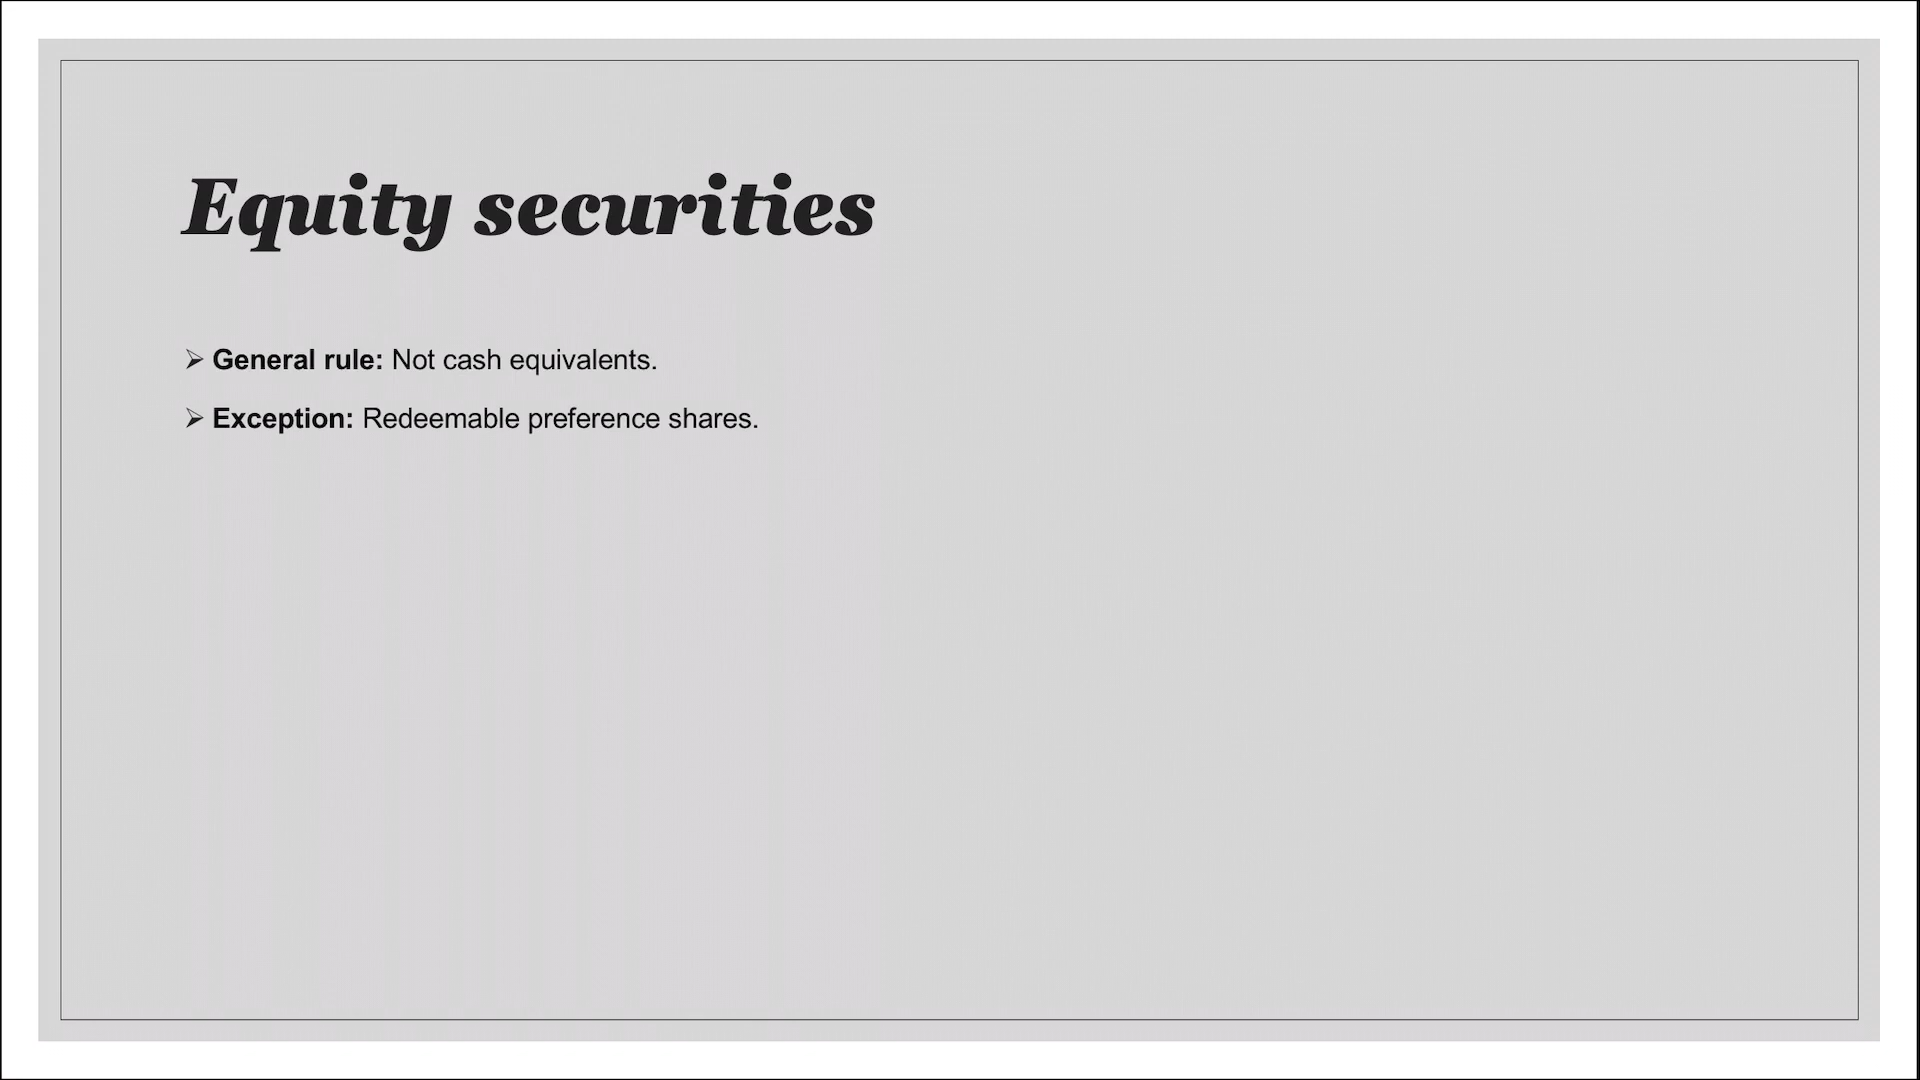 Equity securities
➢ General rule: Not cash equivalents.
➢ Exception: Redeemable preference shares.